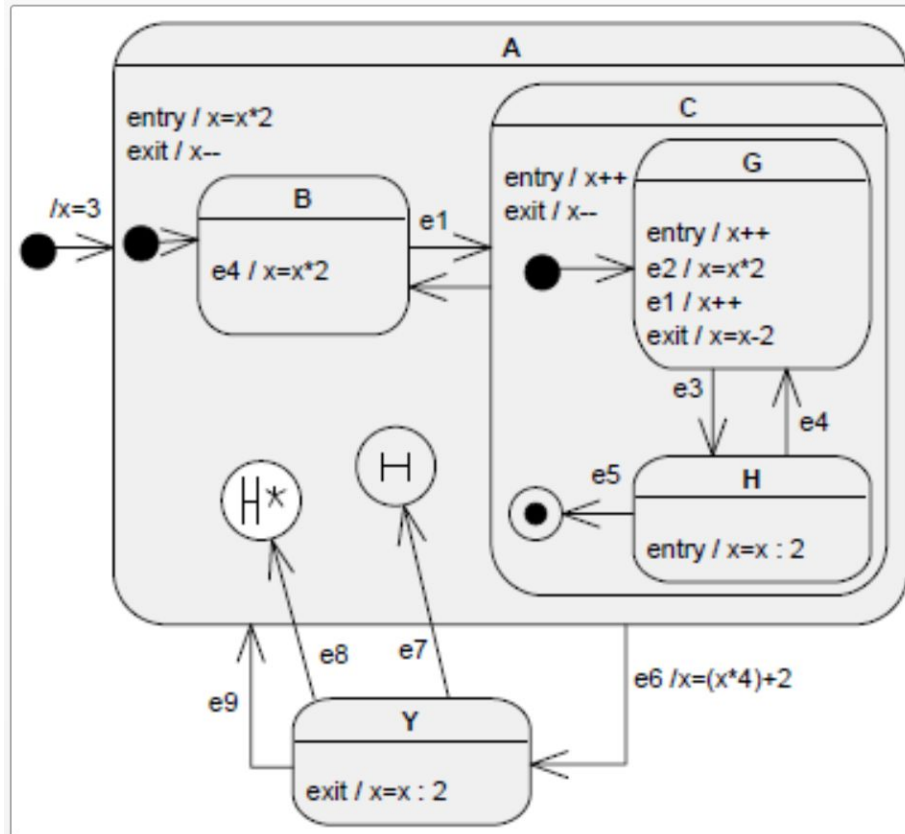 A
entry / x=x*2
exit / x--
/x=3
B
e4 / x=x*2
e1
C
entry / x++
exit / x--
G
entry / x++
e2 / x=x*2
e1 / x++
exit / x=x-2
e3
e4
H
entry / x=x : 2
e5
H*
H
e8
e7
e9
e6 /x=(x*4)+2
Y
exit / x=x : 2